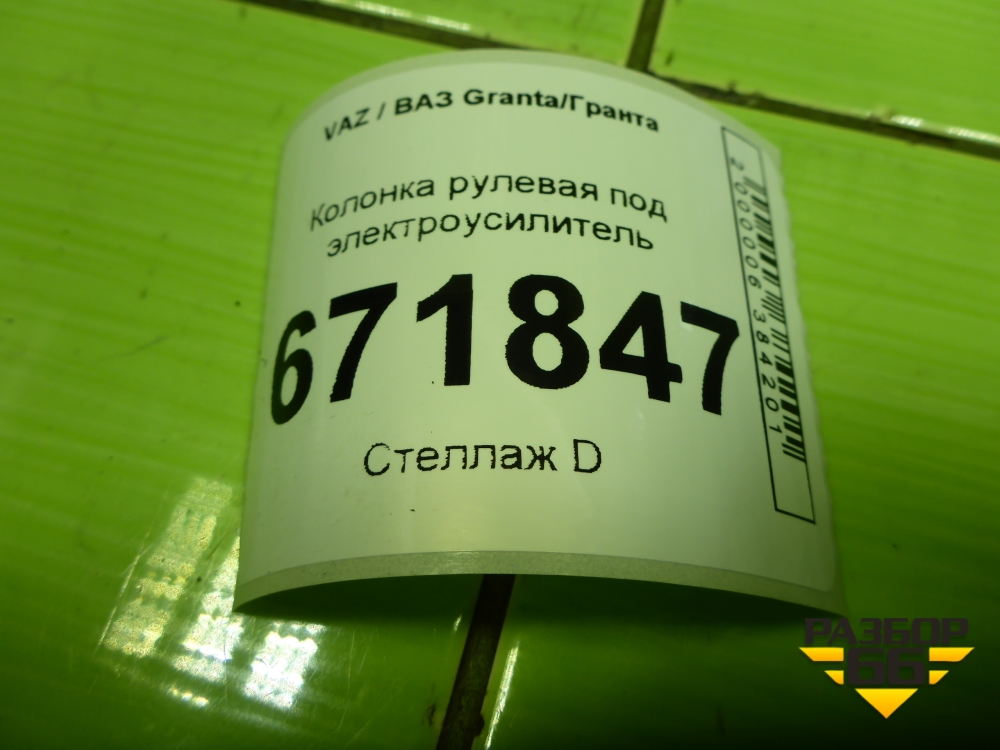 VAZ / ВАЗ Granta/Гранта
Колонка рулевая под
электроусилитель
671847
Стеллаж D
2000006384201
РАЗБОР
66